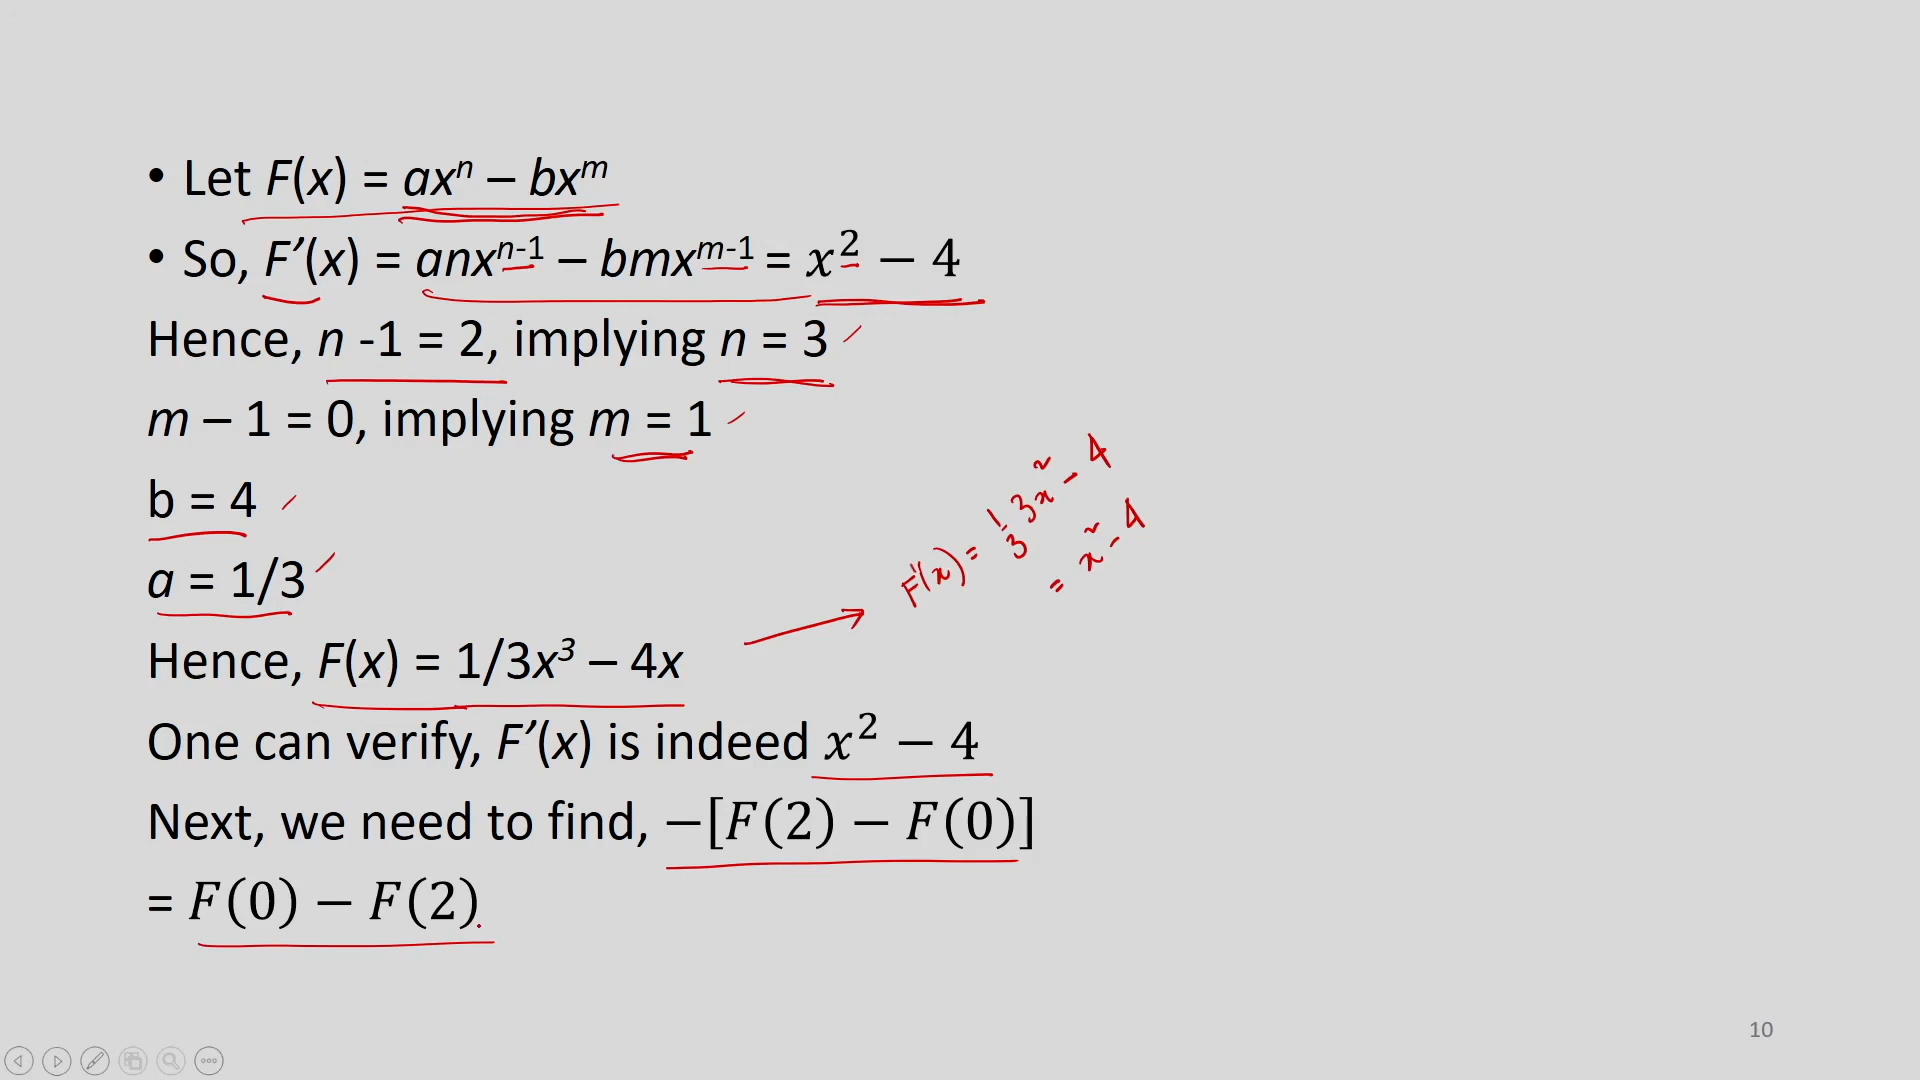 • Let F(x) = axⁿ – bxᵐ
• So, F’(x) = anxⁿ⁻¹ – bmxᵐ⁻¹ = x² − 4
Hence, n -1 = 2, implying n = 3
m – 1 = 0, implying m = 1
b = 4
a = 1/3
Hence, F(x) = 1/3x³ – 4x
F'(x) = 1/3 3x² - 4
= x² - 4
One can verify, F’(x) is indeed x² − 4
Next, we need to find, −[F(2) − F(0)]
= F(0) − F(2)
10